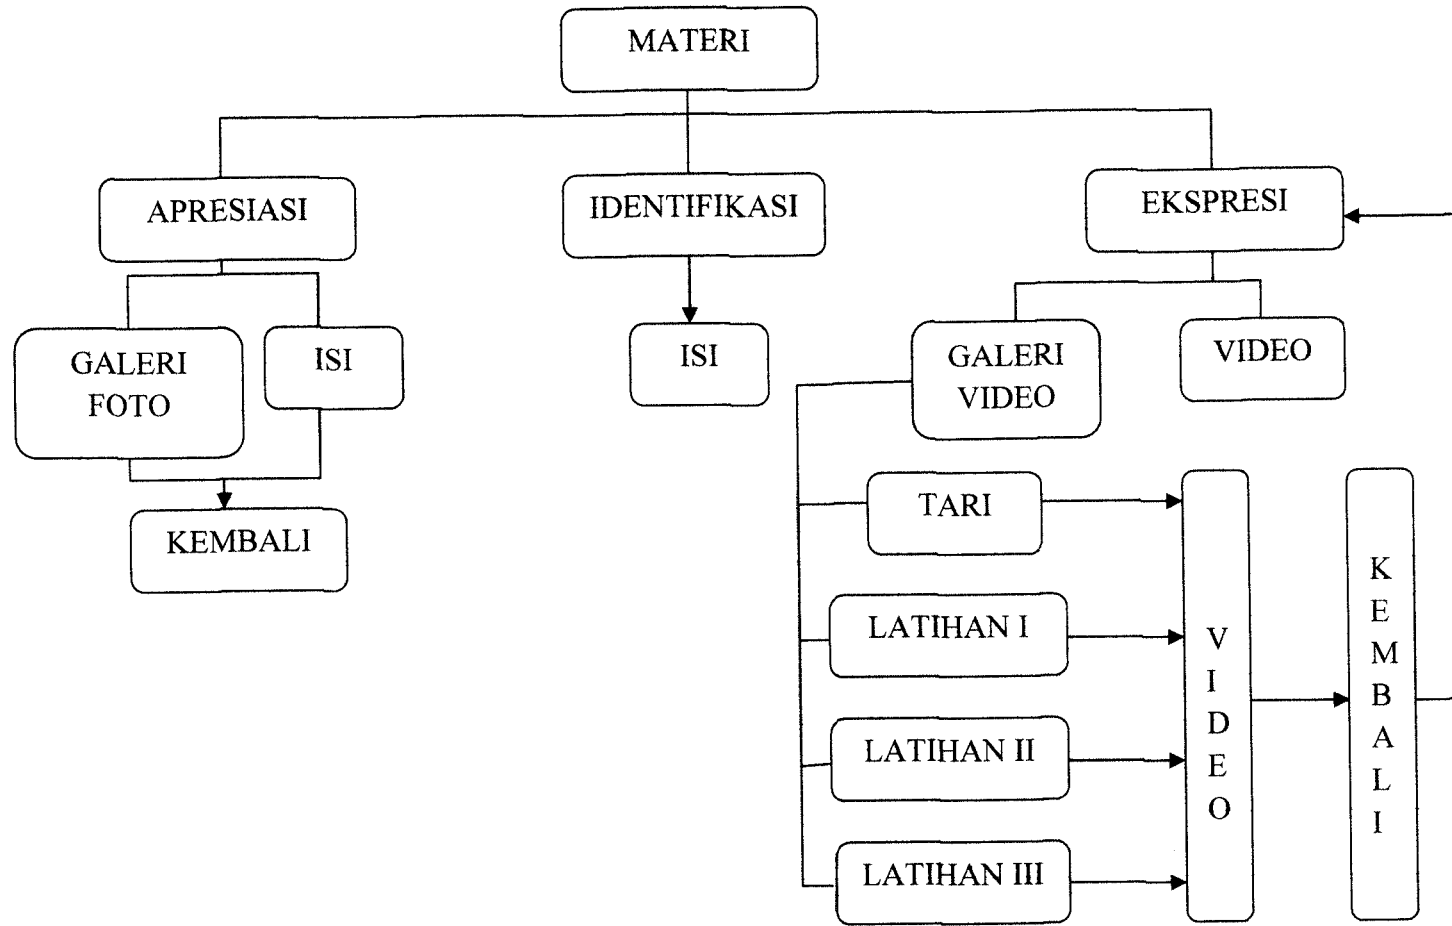 MATERI
APRESIASI
IDENTIFIKASI
EKSPRESI
GALERI
FOTO
ISI
ISI
GALERI
VIDEO
VIDEO
KEMBALI
TARI
LATIHAN I
LATIHAN II
LATIHAN III
VIDEO
KEMBALI